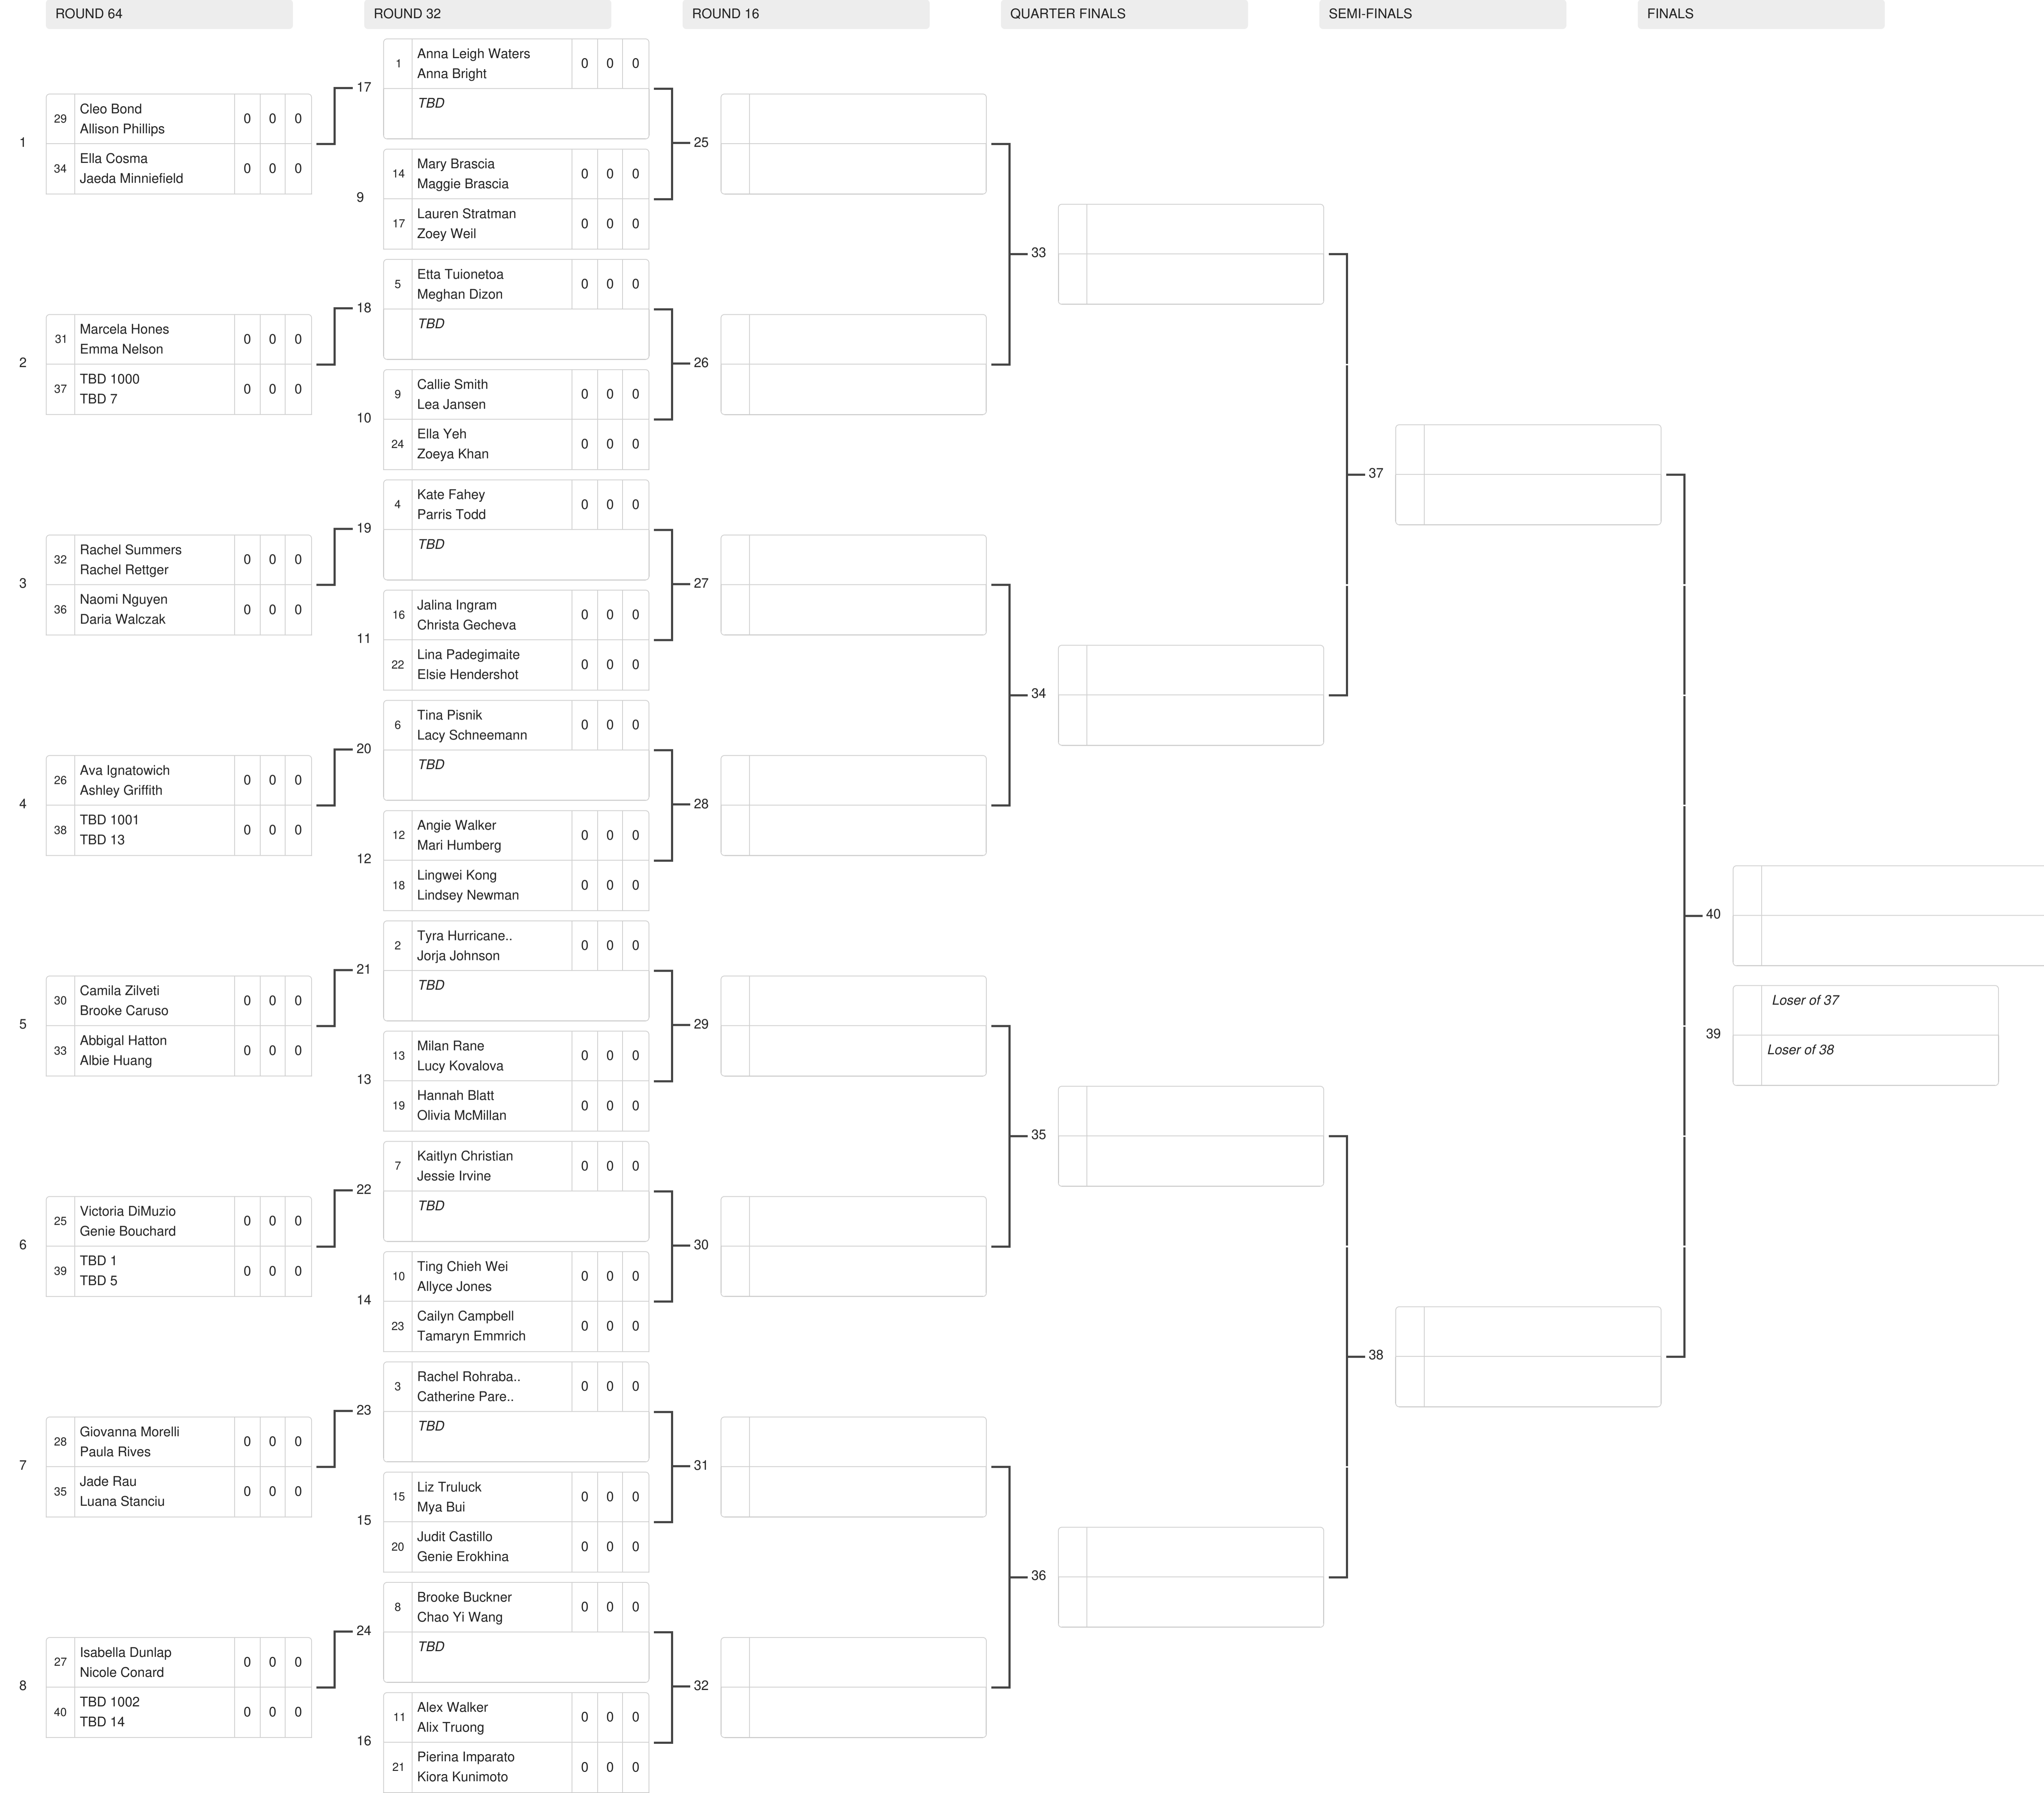 ROUND 64
ROUND 32
ROUND 16
QUARTER FINALS
SEMI-FINALS
FINALS
1
29 Cleo Bond 0 0 0
Allison Phillips
34 Ella Cosma 0 0 0
Jaeda Minniefield
2
31 Marcela Hones 0 0 0
Emma Nelson
37 TBD 1000 0 0 0
TBD 7
3
32 Rachel Summers 0 0 0
Rachel Rettger
36 Naomi Nguyen 0 0 0
Daria Walczak
4
26 Ava Ignatowich 0 0 0
Ashley Griffith
38 TBD 1001 0 0 0
TBD 13
5
30 Camila Zilveti 0 0 0
Brooke Caruso
33 Abbigal Hatton 0 0 0
Albie Huang
6
25 Victoria DiMuzio 0 0 0
Genie Bouchard
39 TBD 1 0 0 0
TBD 5
7
28 Giovanna Morelli 0 0 0
Paula Rives
35 Jade Rau 0 0 0
Luana Stanciu
8
27 Isabella Dunlap 0 0 0
Nicole Conard
40 TBD 1002 0 0 0
TBD 14
17
1 Anna Leigh Waters 0 0 0
Anna Bright
TBD
9
14 Mary Brascia 0 0 0
Maggie Brascia
17 Lauren Stratman 0 0 0
Zoey Weil
18
5 Etta Tuionetoa 0 0 0
Meghan Dizon
TBD
10
9 Callie Smith 0 0 0
Lea Jansen
24 Ella Yeh 0 0 0
Zoeya Khan
19
4 Kate Fahey 0 0 0
Parris Todd
TBD
11
16 Jalina Ingram 0 0 0
Christa Gecheva
22 Lina Padegimaite 0 0 0
Elsie Hendershot
20
6 Tina Pisnik 0 0 0
Lacy Schneemann
TBD
12
12 Angie Walker 0 0 0
Mari Humberg
18 Lingwei Kong 0 0 0
Lindsey Newman
21
2 Tyra Hurricane.. 0 0 0
Jorja Johnson
TBD
13
13 Milan Rane 0 0 0
Lucy Kovalova
19 Hannah Blatt 0 0 0
Olivia McMillan
22
7 Kaitlyn Christian 0 0 0
Jessie Irvine
TBD
14
10 Ting Chieh Wei 0 0 0
Allyce Jones
23 Cailyn Campbell 0 0 0
Tamaryn Emmrich
23
3 Rachel Rohraba.. 0 0 0
Catherine Pare..
TBD
15
15 Liz Truluck 0 0 0
Mya Bui
20 Judit Castillo 0 0 0
Genie Erokhina
24
8 Brooke Buckner 0 0 0
Chao Yi Wang
TBD
16
11 Alex Walker 0 0 0
Alix Truong
21 Pierina Imparato 0 0 0
Kiora Kunimoto
25
26
27
28
29
30
31
32
33
34
35
36
37
38
40
39
Loser of 37
Loser of 38